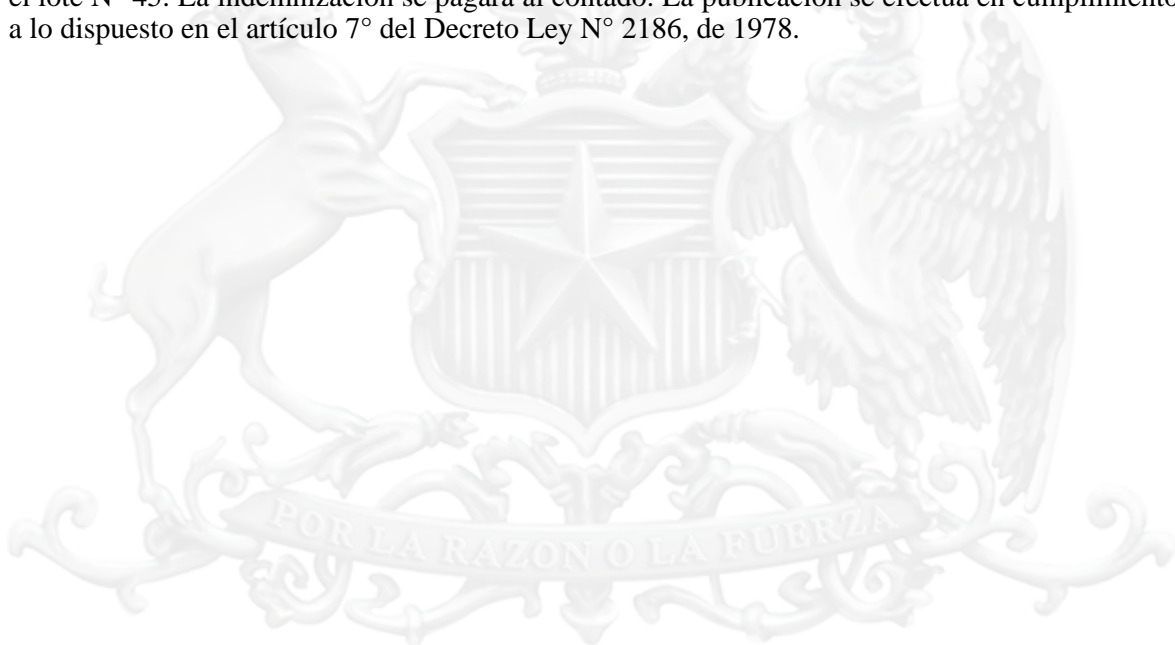 el lote N° 45. La indemnización se pagará al contado. La publicación se efectúa en cumplimiento
a lo dispuesto en el artículo 7° del Decreto Ley N° 2186, de 1978.
POR LA RAZON O LA FUERZA